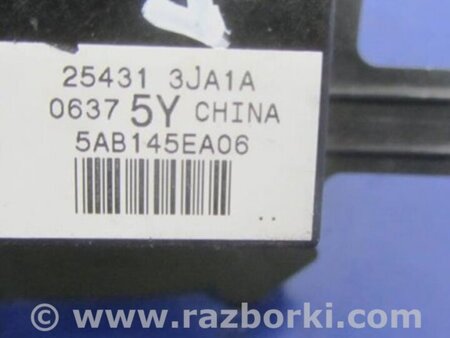 25431 3JA1A
0637 5Y CHINA
5AB145EA06
www.razborki.com